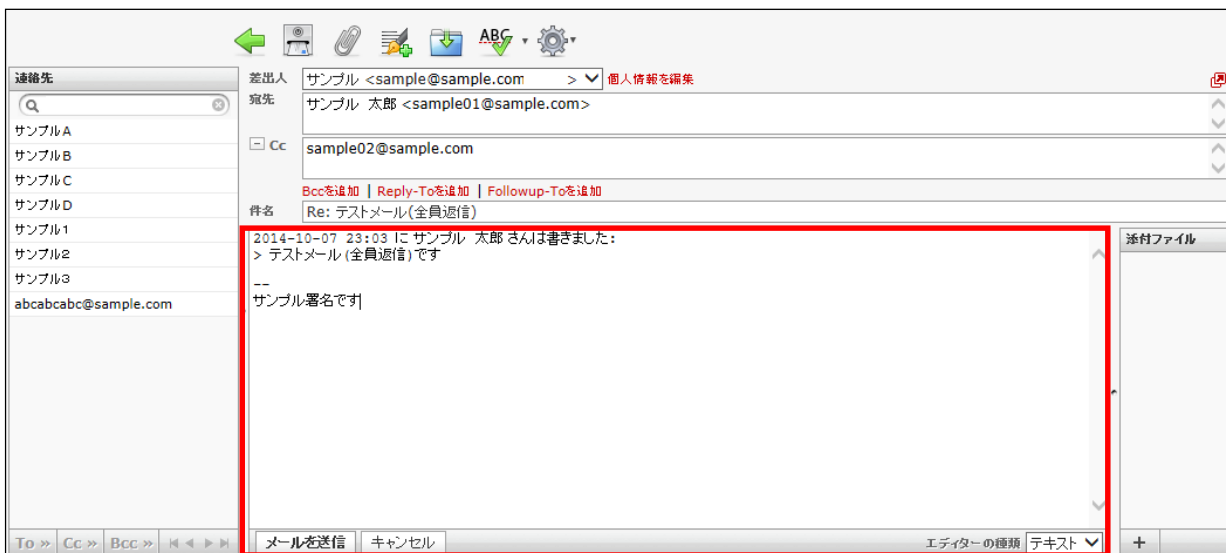 ABC
連絡先
サンプルA
サンプルB
サンプルC
サンプルD
サンプル1
サンプル2
サンプル3
abcabcabc@sample.com
To » Cc » Bcc »
差出人 サンプル <sample@sample.com > 個人情報を編集
宛先 サンプル 太郎 <sample01@sample.com>
Cc sample02@sample.com
Bccを追加 | Reply-Toを追加 | Followup-Toを追加
件名 Re: テストメール(全員返信)
2014-10-07 23:03 に サンプル 太郎 さんは書きました:
> テストメール(全員返信)です
--
サンプル署名です
メールを送信 キャンセル エディターの種類 テキスト
添付ファイル
+